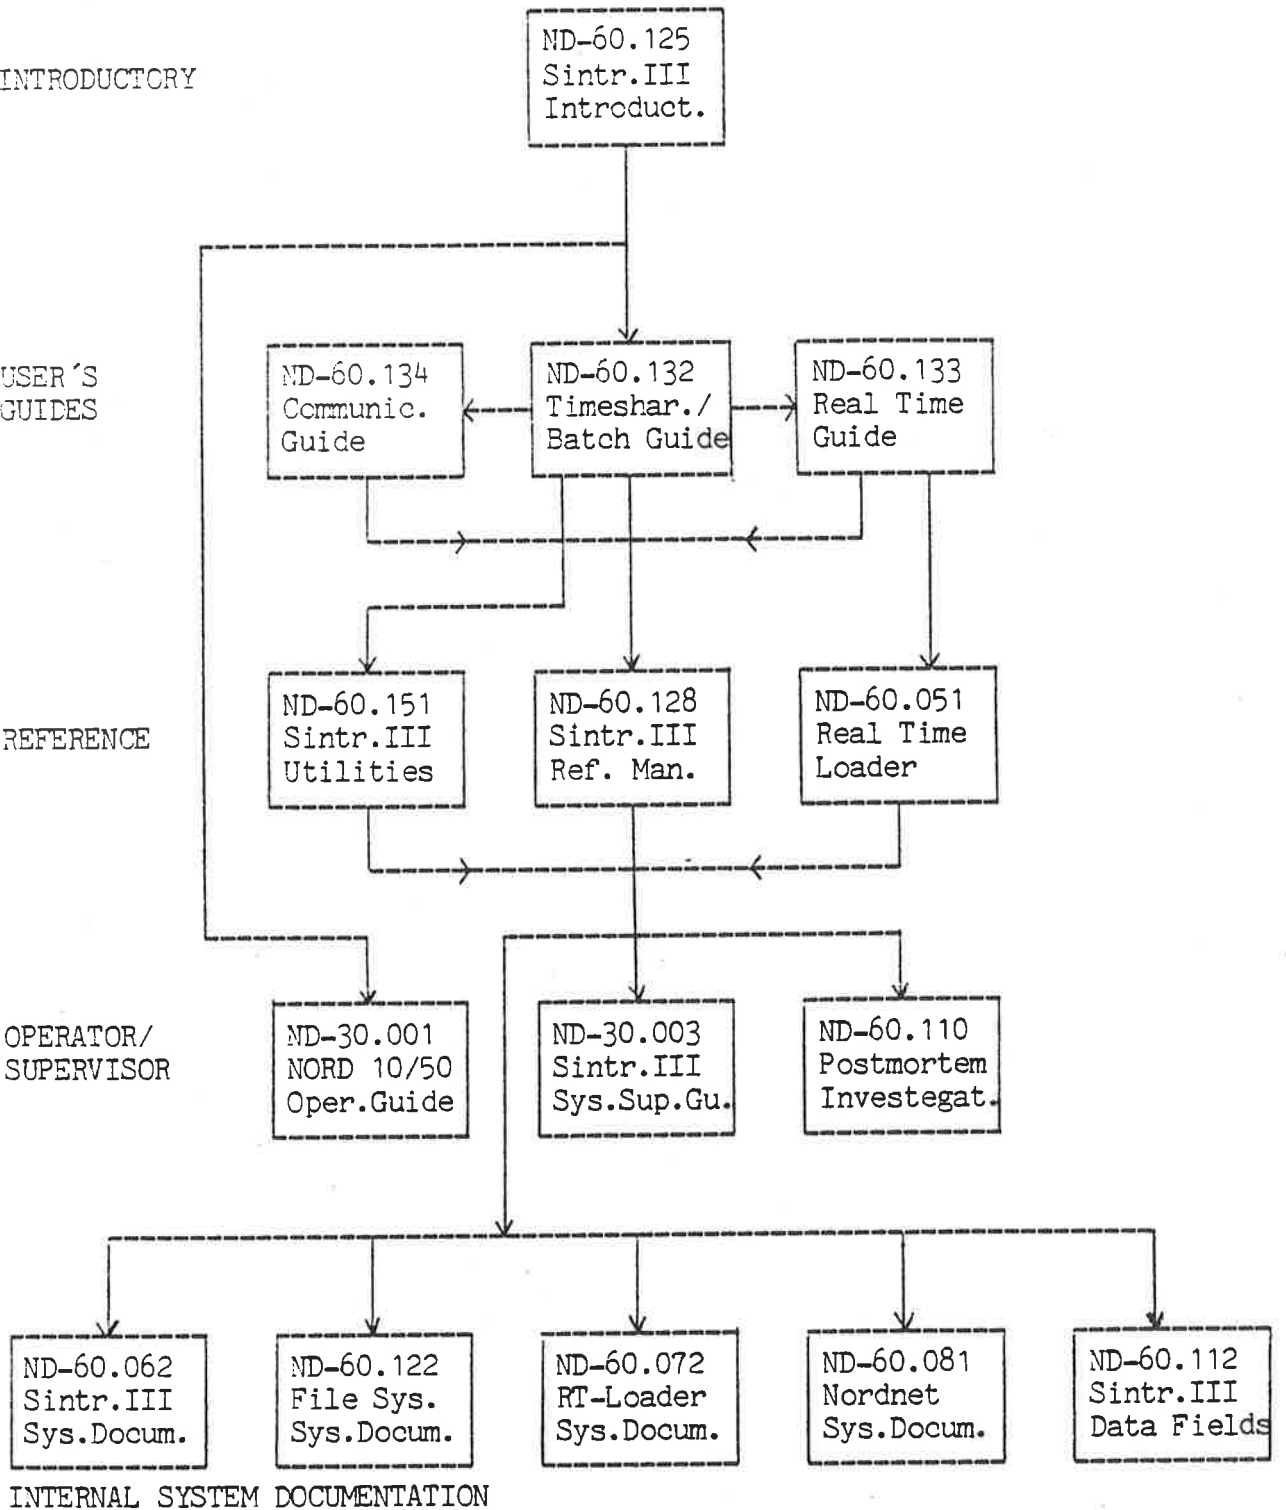 INTRODUCTORY
ND-60.125
Sintr.III
Introduct.
USER'S
GUIDES
ND-60.134
Communic.
Guide
ND-60.132
Timeshar./
Batch Guide
ND-60.133
Real Time
Guide
REFERENCE
ND-60.151
Sintr.III
Utilities
ND-60.128
Sintr.III
Ref. Man.
ND-60.051
Real Time
Loader
OPERATOR/
SUPERVISOR
ND-30.001
NORD 10/50
Oper.Guide
ND-30.003
Sintr.III
Sys.Sup.Gu.
ND-60.110
Postmortem
Investegat.
ND-60.062
Sintr.III
Sys.Docum.
ND-60.122
File Sys.
Sys.Docum.
ND-60.072
RT-Loader
Sys.Docum.
ND-60.081
Nordnet
Sys.Docum.
ND-60.112
Sintr.III
Data Fields
INTERNAL SYSTEM DOCUMENTATION